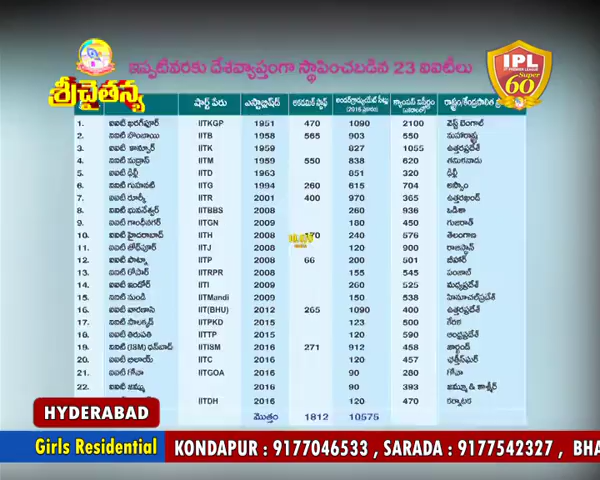 ఇప్పటివరకు దేశవ్యాప్తంగా స్థాపించబడిన 23 ఐఐటీలు
శ్రీచైతన్య
IPL
Super
60
షార్ట్ పేరు ఎస్టాబ్లిష్డ్
1. ఐఐటి ఖరగ్‌పూర్ IITKGP 1951 470 1090 2100 వెస్ట్ బెంగాల్
2. ఐఐటి బొంబాయి IITB 1958 565 903 550 మహారాష్ట్ర
3. ఐఐటి కాన్పూర్ IITK 1959 827 1055 ఉత్తరప్రదేశ్
4. ఐఐటి మద్రాస్ IITM 1959 550 838 620 తమిళనాడు
5. ఐఐటి ఢిల్లీ IITD 1963 851 320 ఢిల్లీ
6. ఐఐటి గువహతి IITG 1994 260 615 704 అస్సాం
7. ఐఐటి రూర్కీ IITR 2001 400 970 365 ఉత్తరఖండ్
8. ఐఐటి భువనేశ్వర్ IITBBS 2008 260 936 ఒడిశా
9. ఐఐటి గాంధీనగర్ IITGN 2008 180 450 గుజరాత్
10. ఐఐటి హైదరాబాద్ IITH 2008 170 240 576 తెలంగాణ
11. ఐఐటి జోధ్‌పూర్ IITJ 2008 120 900 రాజస్థాన్
12. ఐఐటి పాట్నా IITP 2008 66 200 501 బీహార్
13. ఐఐటి రోపార్ IITRPR 2008 155 545 పంజాబ్
14. ఐఐటి ఇండోర్ IITI 2009 260 525 మధ్యప్రదేశ్
15. ఐఐటి మండి IITMandi 2009 150 538 హిమాచల్‌ప్రదేశ్
16. ఐఐటి వారణాసి IIT(BHU) 2012 265 1090 400 ఉత్తరప్రదేశ్
17. ఐఐటి పాలక్కడ్ IITPKD 2015 123 500 కేరళ
18. ఐఐటి తిరుపతి IITTP 2015 120 590 ఆంధ్రప్రదేశ్
19. ఐఐటి (ISM) ధన్‌బాద్ IITISM 2016 271 912 458 జార్ఖండ్
20. ఐఐటి భిలాయ్ IITC 2016 120 457 ఛత్తీస్‌ఘర్
21. ఐఐటి గోవా IITGOA 2016 90 280 గోవా
22. ఐఐటి జమ్ము 2016 90 393 జమ్మూ & కాశ్మీర్
IITDH 2016 120 470 కర్ణాటక
మొత్తం 1812 10575
HYDERABAD
Girls Residential KONDAPUR : 9177046533 , SARADA : 9177542327 , BHA